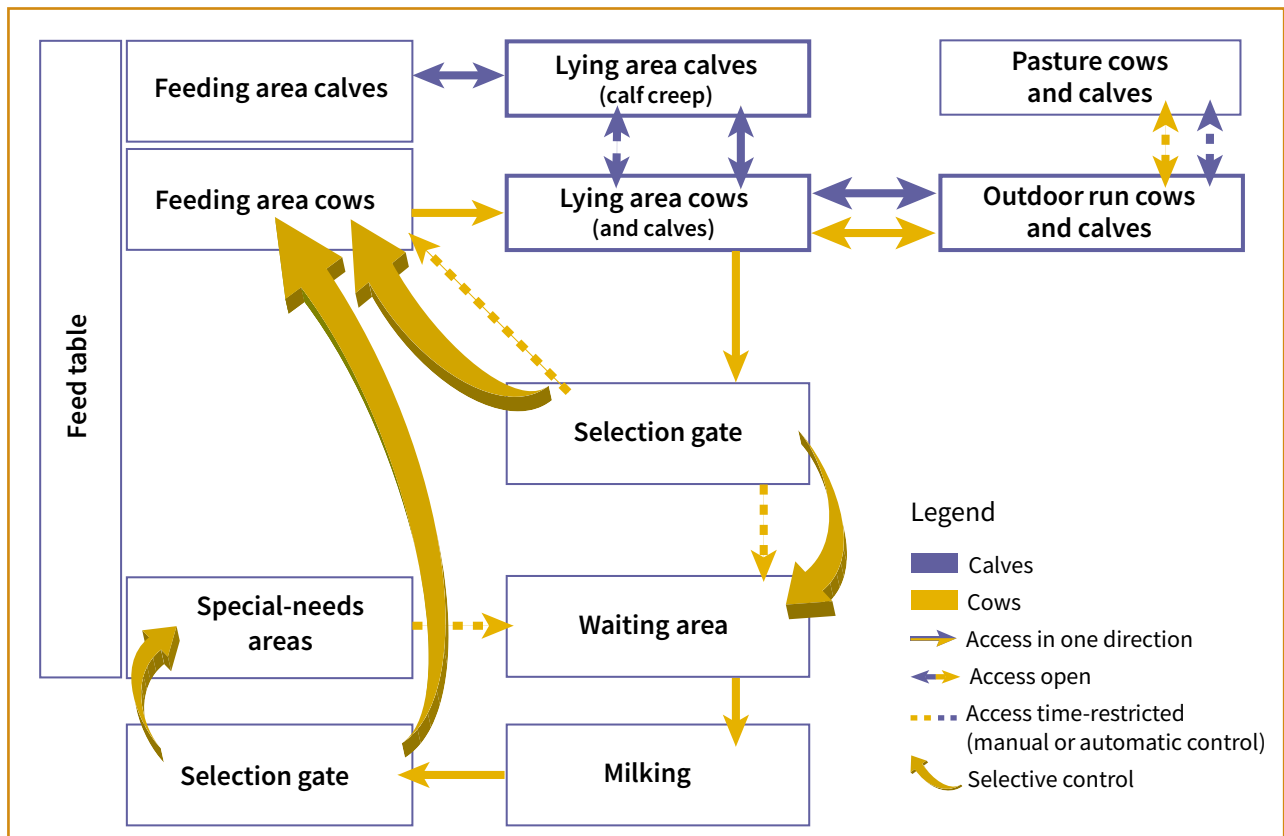 Feed table
Feeding area calves
Lying area calves
(calf creep)
Pasture cows
and calves
Feeding area cows
Lying area cows
(and calves)
Outdoor run cows
and calves
Selection gate
Special-needs
areas
Waiting area
Selection gate
Milking
Legend
Calves
Cows
Access in one direction
Access open
Access time-restricted
(manual or automatic control)
Selective control